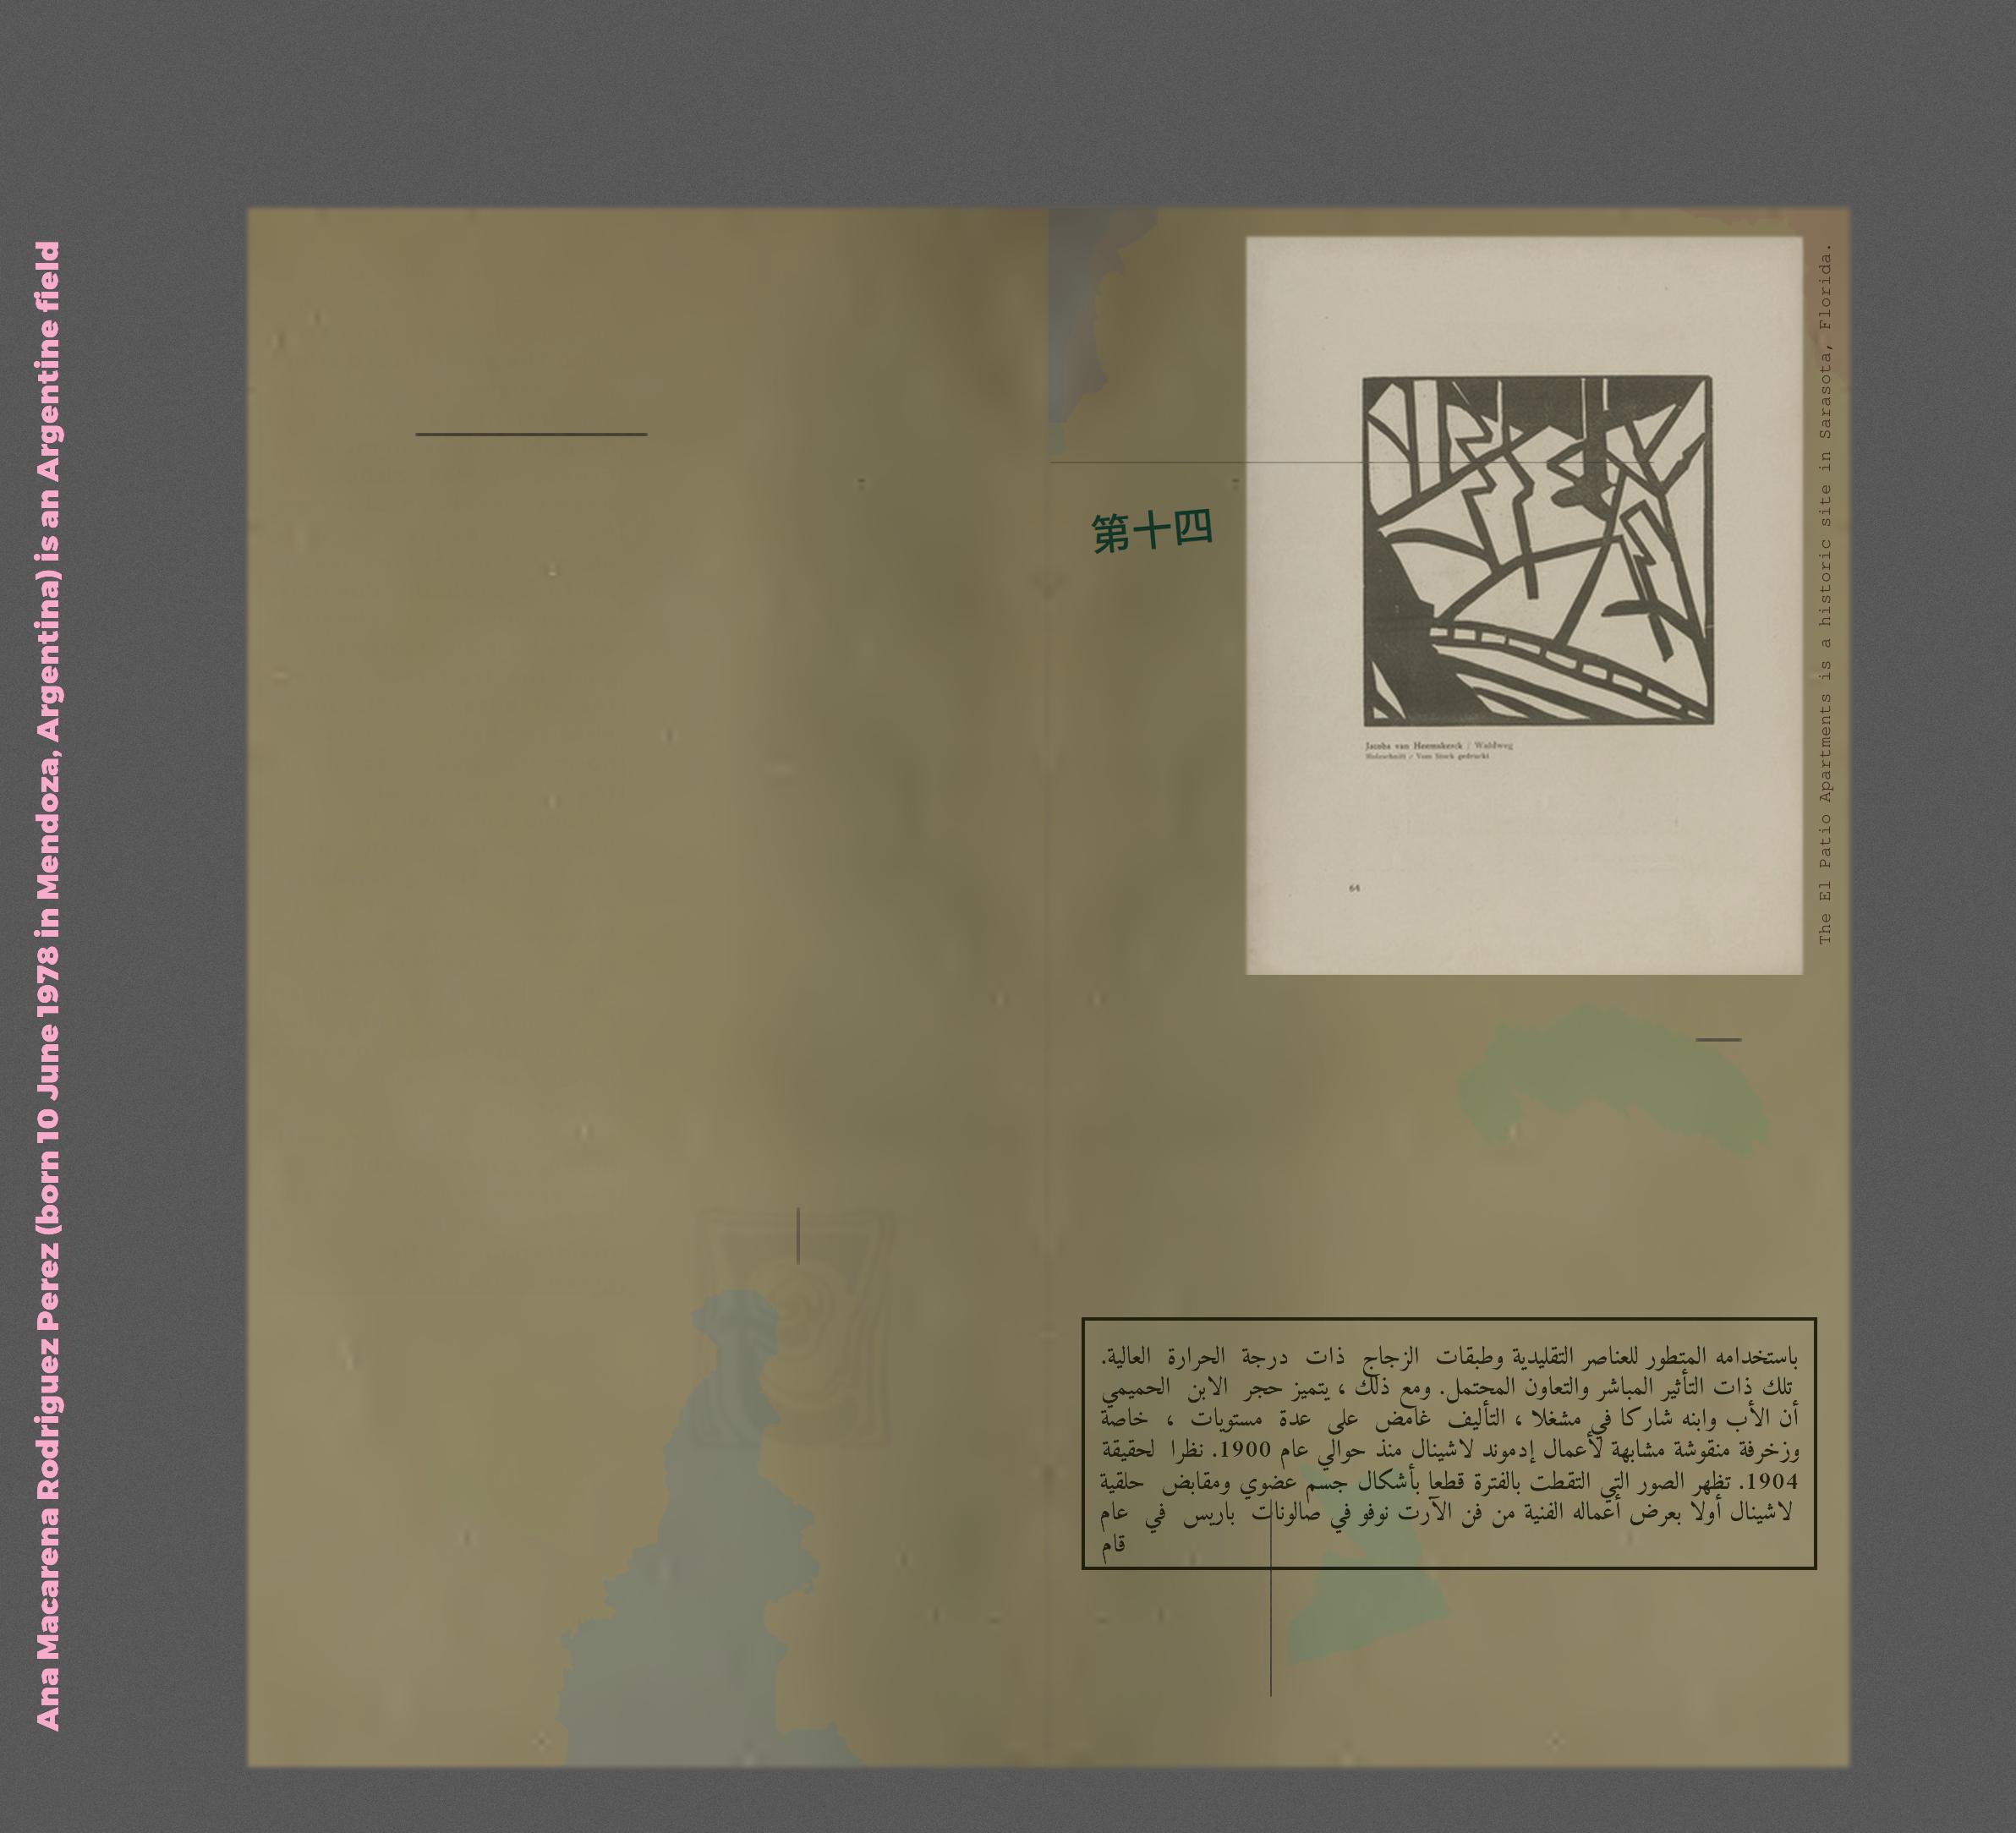 Ana Macarena Rodriguez Perez (born 10 June 1978 in Mendoza, Argentina) is an Argentine field
第十四
Jacoba van Heemskerck / Waldweg
Holzschnitt / Vom Stock gedruckt
64
The El Patio Apartments is a historic site in Sarasota, Florida.
باستخدامه المتطور للعناصر التقليدية وطبقات الزجاج ذات درجة الحرارة العالية.
تلك ذات التأثير المباشر والتعاون المحتمل. ومع ذلك ، يتميز حجر الابن الحميمي
أن الأب وابنه شاركا في مشغلا ، التأليف غامض على عدة مستويات ، خاصة
وزخرفة منقوشة مشابهة لأعمال إدموند لاشينال منذ حوالي عام 1900. نظرا لحقيقة
1904. تظهر الصور التي التقطت بالفترة قطعا بأشكال جسم عضوي ومقابض حلقية
لاشينال أولا بعرض أعماله الفنية من فن الآرت نوفو في صالونات باريس في عام
قام